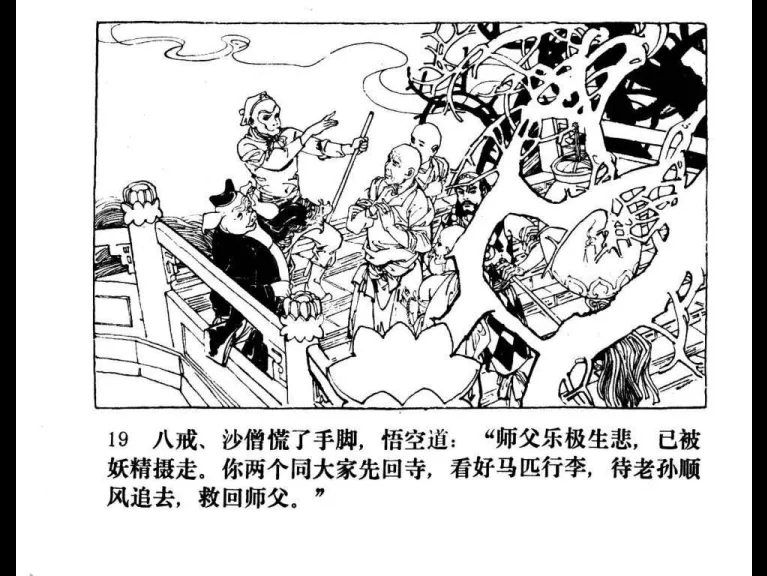 19 八戒、沙僧慌了手脚，悟空道：“师父乐极生悲，已被
妖精摄走。你两个同大家先回寺，看好马匹行李，待老孙顺
风追去，救回师父。”